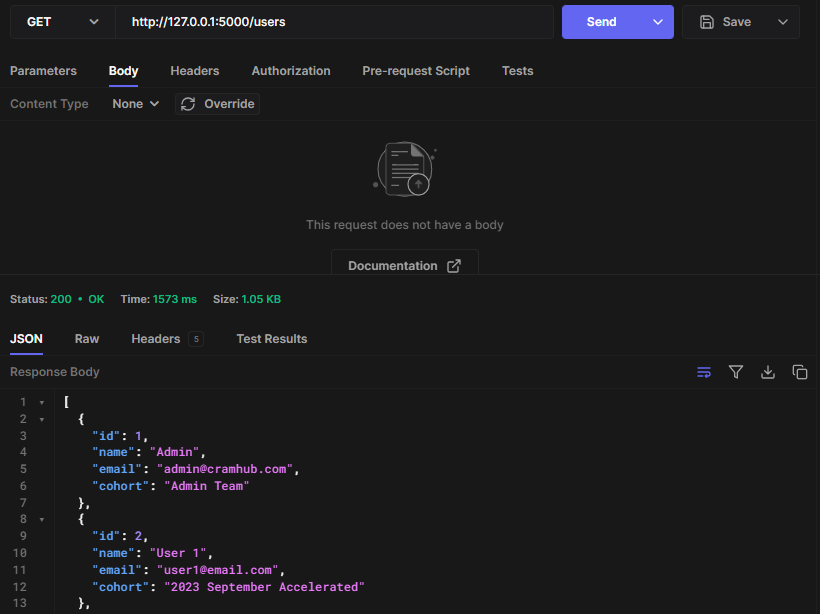 GET http://127.0.0.1:5000/users Send Save
Parameters Body Headers Authorization Pre-request Script Tests
Content Type None Override
This request does not have a body
Documentation
Status: 200 • OK Time: 1573 ms Size: 1.05 KB
JSON Raw Headers 5 Test Results
Response Body
1 [
2 {
3 "id": 1,
4 "name": "Admin",
5 "email": "admin@cramhub.com",
6 "cohort": "Admin Team"
7 },
8 {
9 "id": 2,
10 "name": "User 1",
11 "email": "user1@email.com",
12 "cohort": "2023 September Accelerated"
13 },